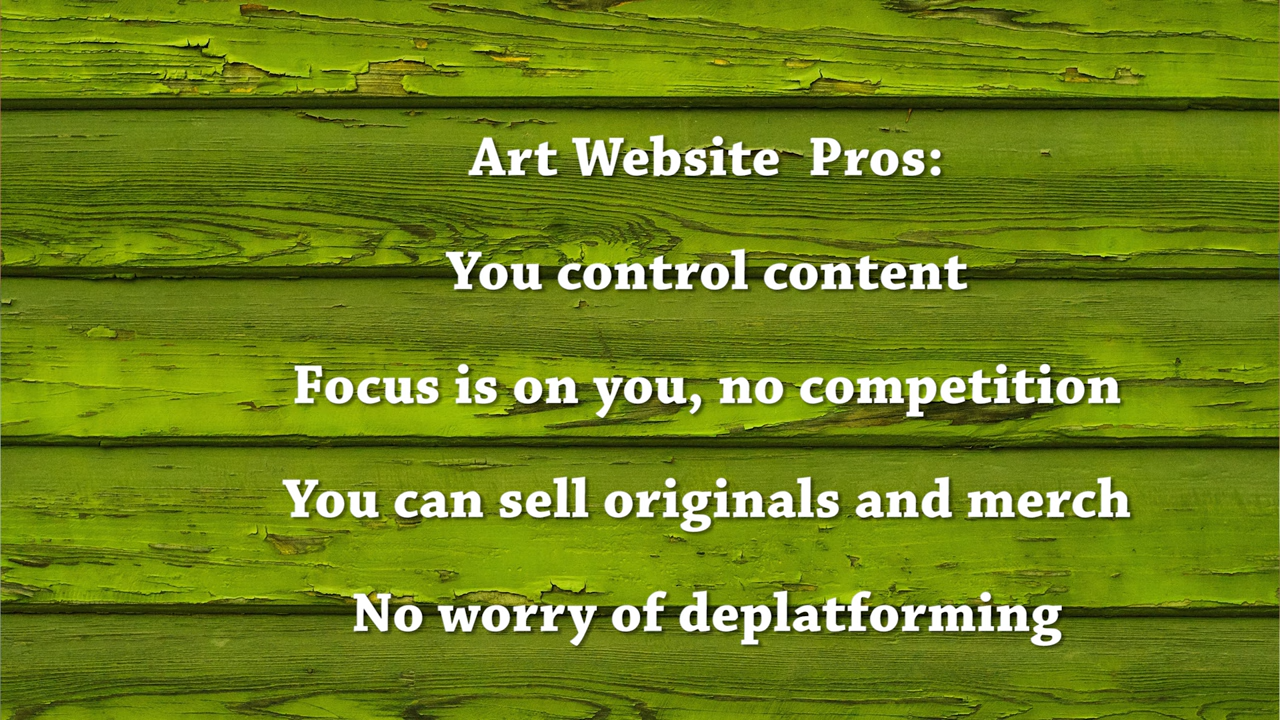 Art Website  Pros:
You control content
Focus is on you, no competition
You can sell originals and merch
No worry of deplatforming